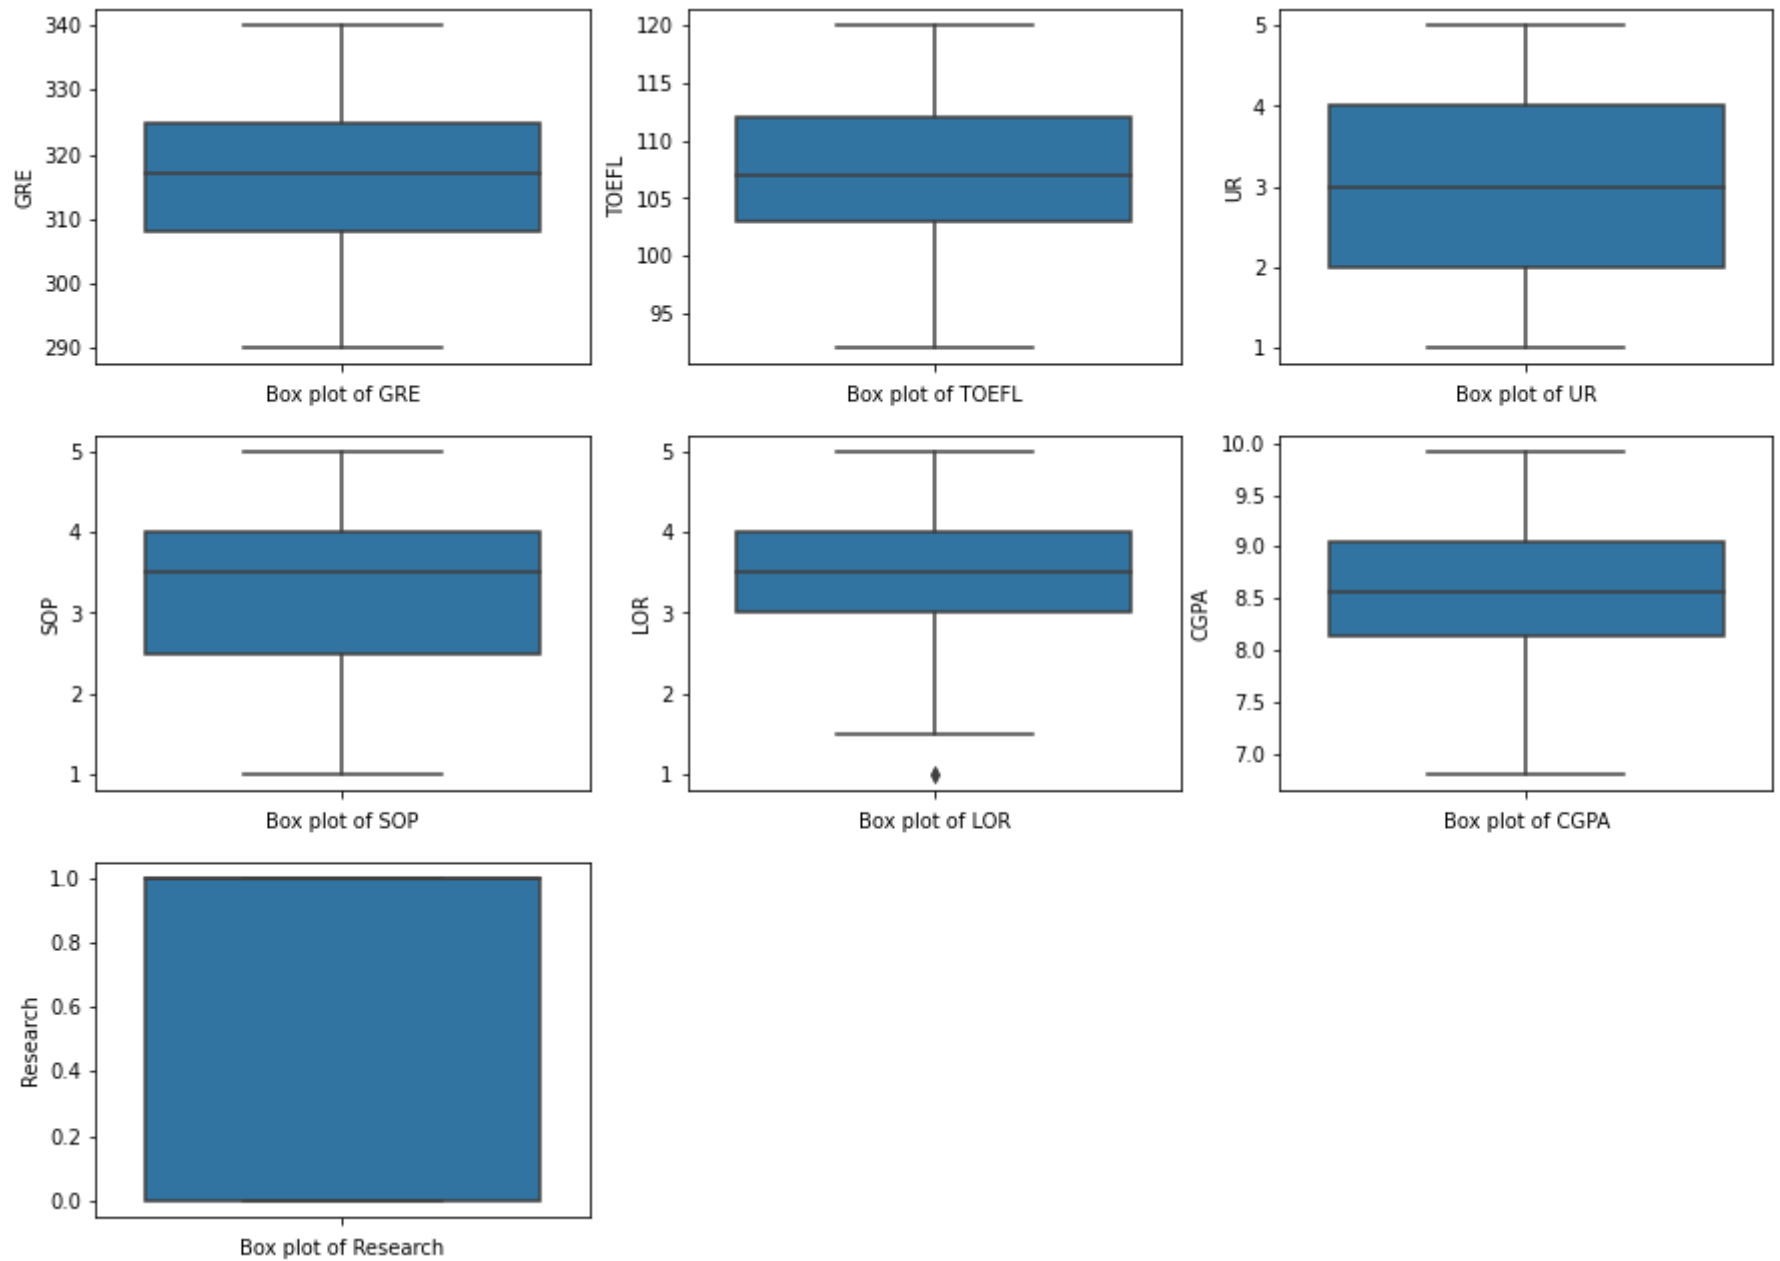 340
330
320
310
300
290
GRE
Box plot of GRE
120
115
110
105
100
95
TOEFL
Box plot of TOEFL
5
4
3
2
1
UR
Box plot of UR
5
4
3
2
1
SOP
Box plot of SOP
5
4
3
2
1
LOR
Box plot of LOR
10.0
9.5
9.0
8.5
8.0
7.5
7.0
CGPA
Box plot of CGPA
1.0
0.8
0.6
0.4
0.2
0.0
Research
Box plot of Research